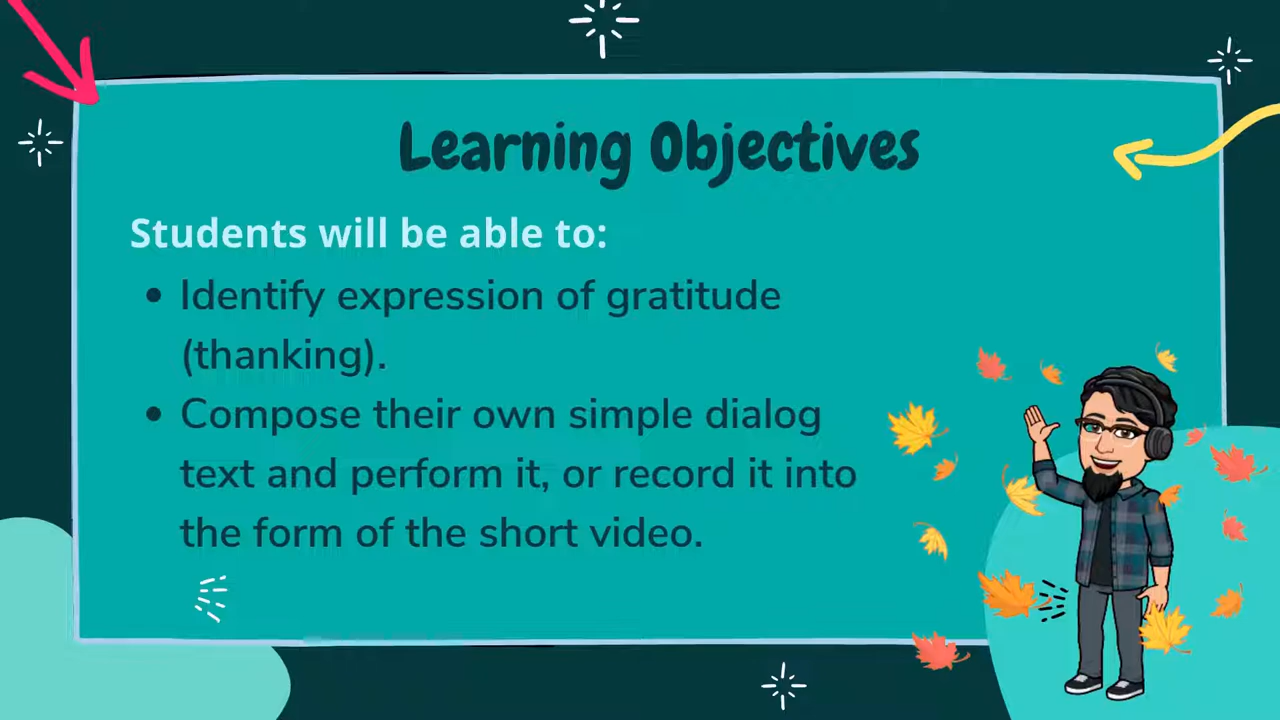 Learning Objectives
Students will be able to:
• Identify expression of gratitude
(thanking).
• Compose their own simple dialog
text and perform it, or record it into
the form of the short video.